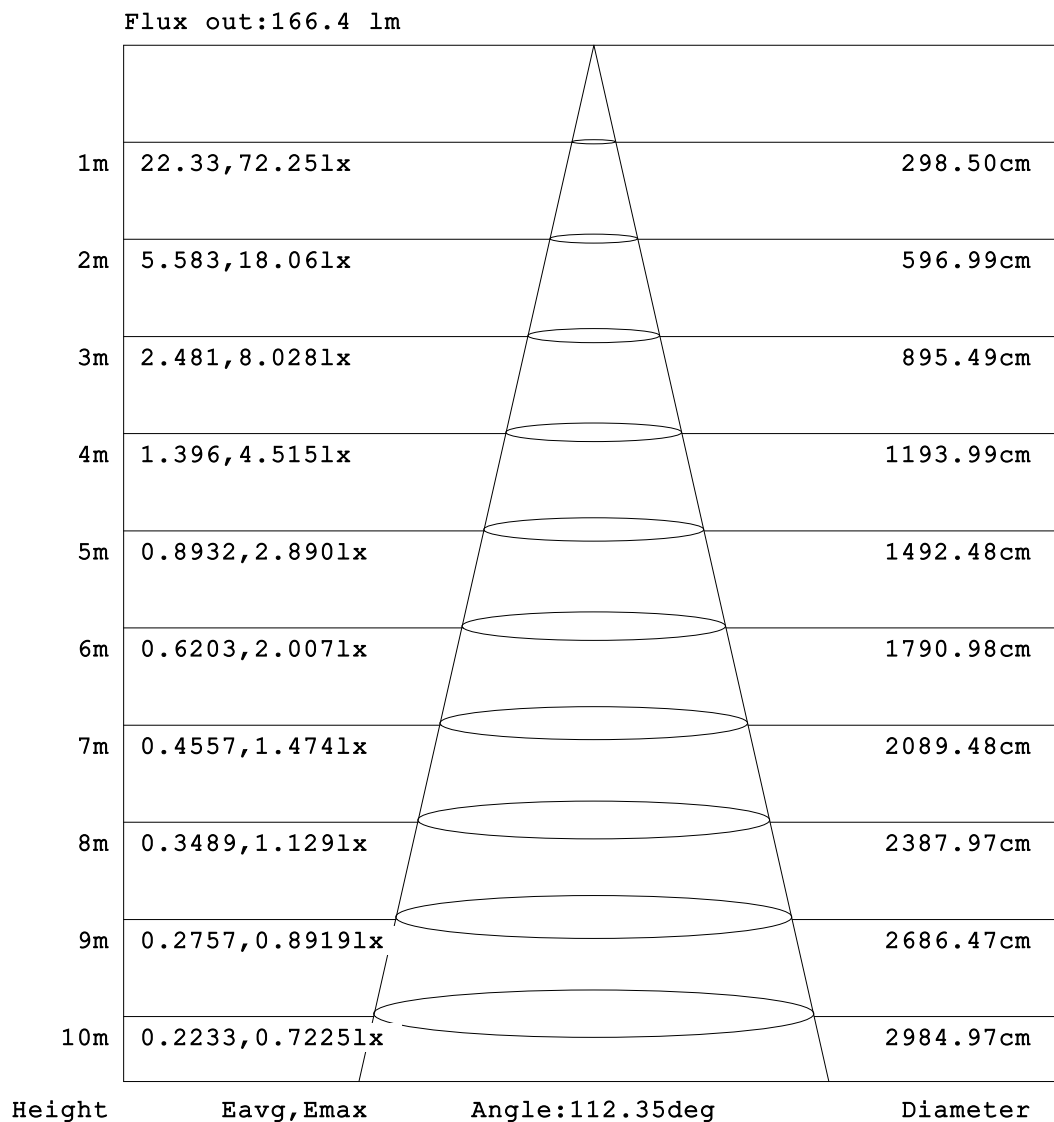 Flux out:166.4 lm
1m 22.33,72.25lx 298.50cm
2m 5.583,18.06lx 596.99cm
3m 2.481,8.028lx 895.49cm
4m 1.396,4.515lx 1193.99cm
5m 0.8932,2.890lx 1492.48cm
6m 0.6203,2.007lx 1790.98cm
7m 0.4557,1.474lx 2089.48cm
8m 0.3489,1.129lx 2387.97cm
9m 0.2757,0.8919lx 2686.47cm
10m 0.2233,0.7225lx 2984.97cm
Height Eavg,Emax Angle:112.35deg Diameter